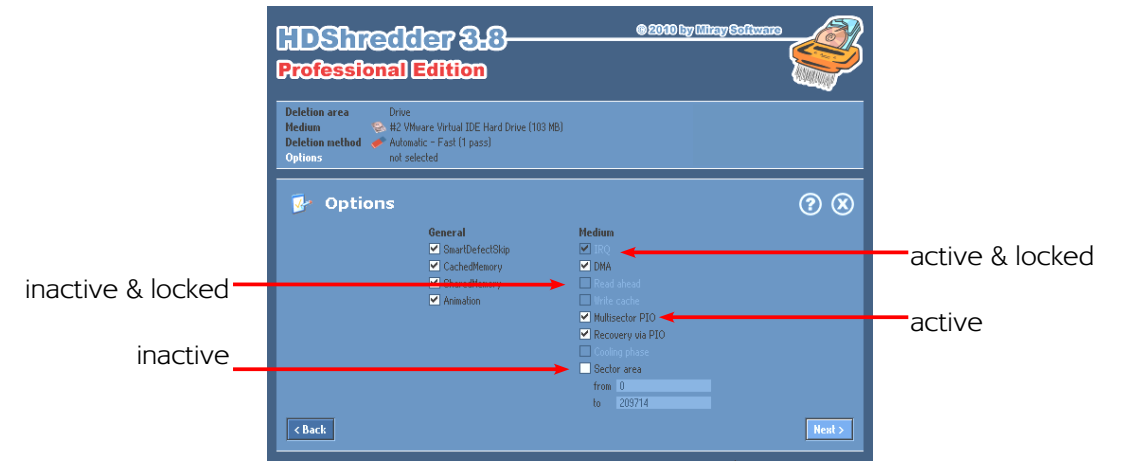 HDShredder 3.8
© 2010 by Miray Software
Professional Edition
Deletion area Drive
Medium #2 VMware Virtual IDE Hard Drive (103 MB)
Deletion method Automatic - Fast (1 pass)
Options not selected
Options
General
SmartDefectSkip
CachedMemory
SharedMemory
Animation
Medium
IRQ
DMA
Read ahead
Write cache
Multisector PIO
Recovery via PIO
Cooling phase
Sector area
from 0
to 209714
< Back
Next >
inactive & locked
inactive
active & locked
active